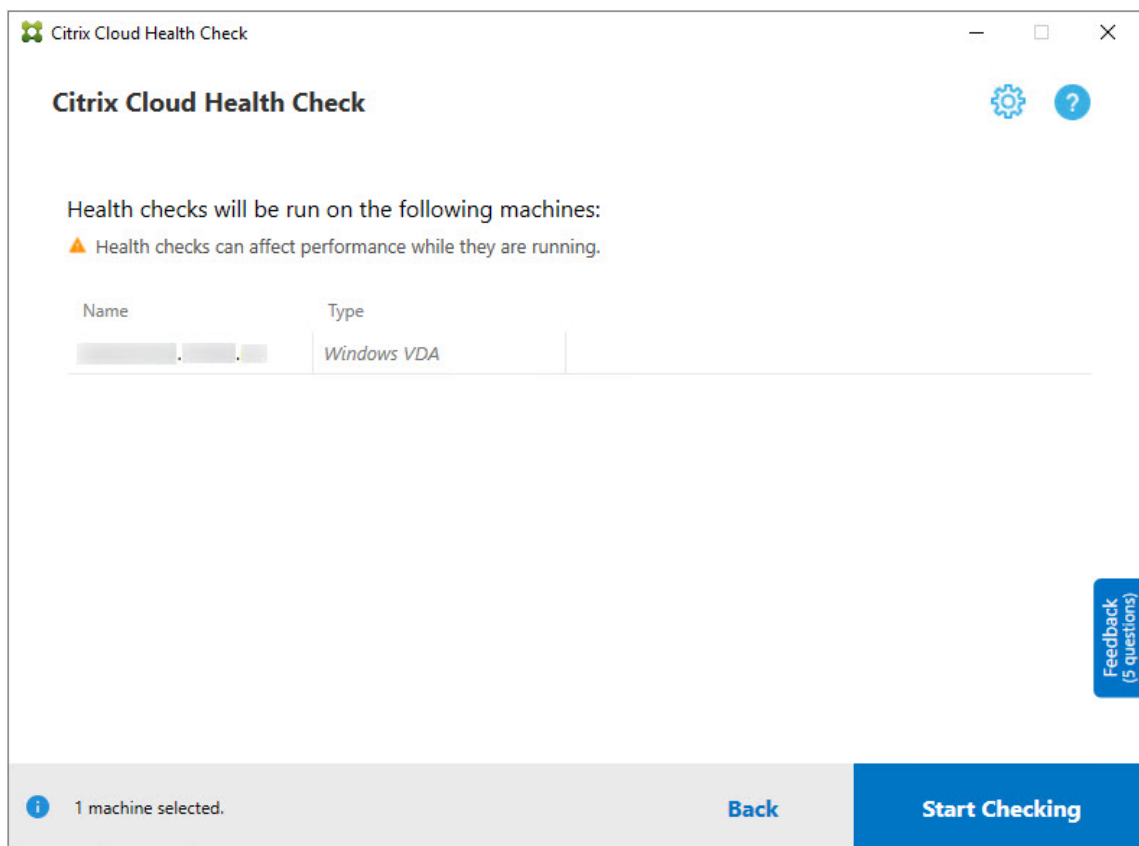 Citrix Cloud Health Check
Citrix Cloud Health Check
?
Health checks will be run on the following machines:
Health checks can affect performance while they are running.
Name Type
Windows VDA
Feedback
(5 questions)
i 1 machine selected. Back Start Checking